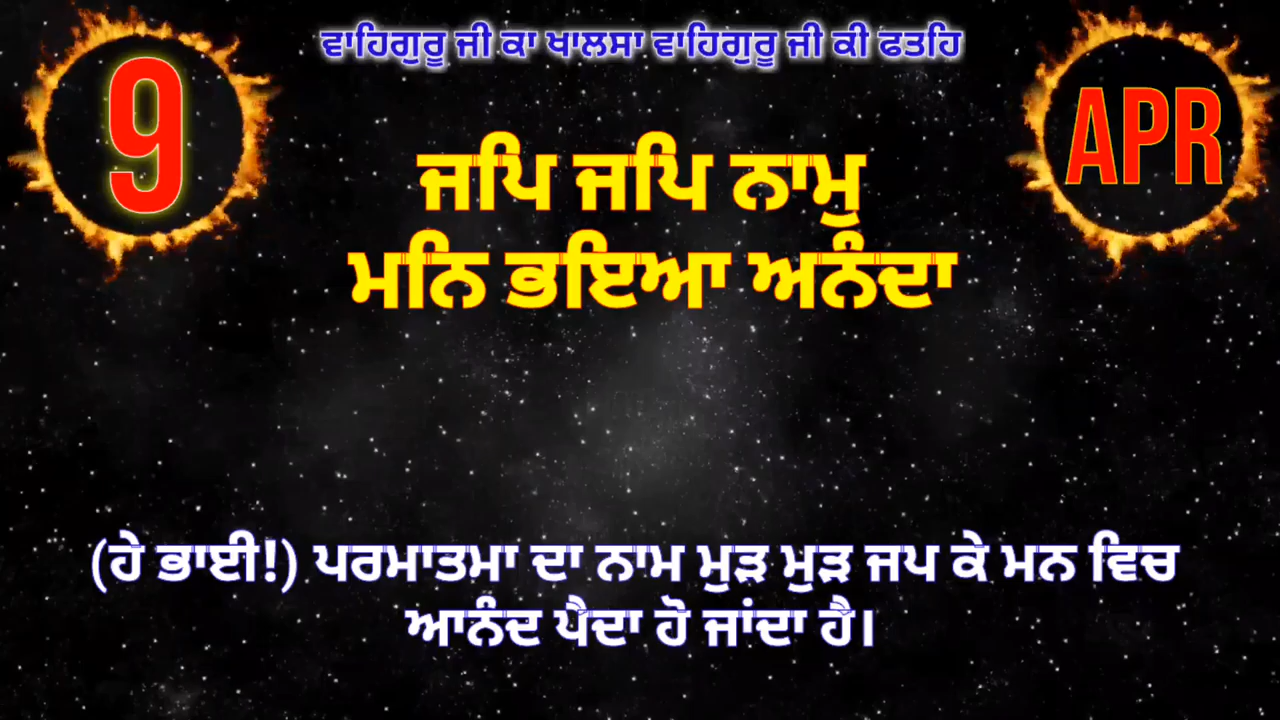 ਵਾਹਿਗੁਰੂ ਜੀ ਕਾ ਖਾਲਸਾ ਵਾਹਿਗੁਰੂ ਜੀ ਕੀ ਫਤਹਿ
9
APR
ਜਪਿ ਜਪਿ ਨਾਮੁ
ਮਨਿ ਭਇਆ ਅਨੰਦਾ
(ਹੇ ਭਾਈ!) ਪਰਮਾਤਮਾ ਦਾ ਨਾਮ ਮੁੜ ਮੁੜ ਜਪ ਕੇ ਮਨ ਵਿਚ
ਆਨੰਦ ਪੈਦਾ ਹੋ ਜਾਂਦਾ ਹੈ।